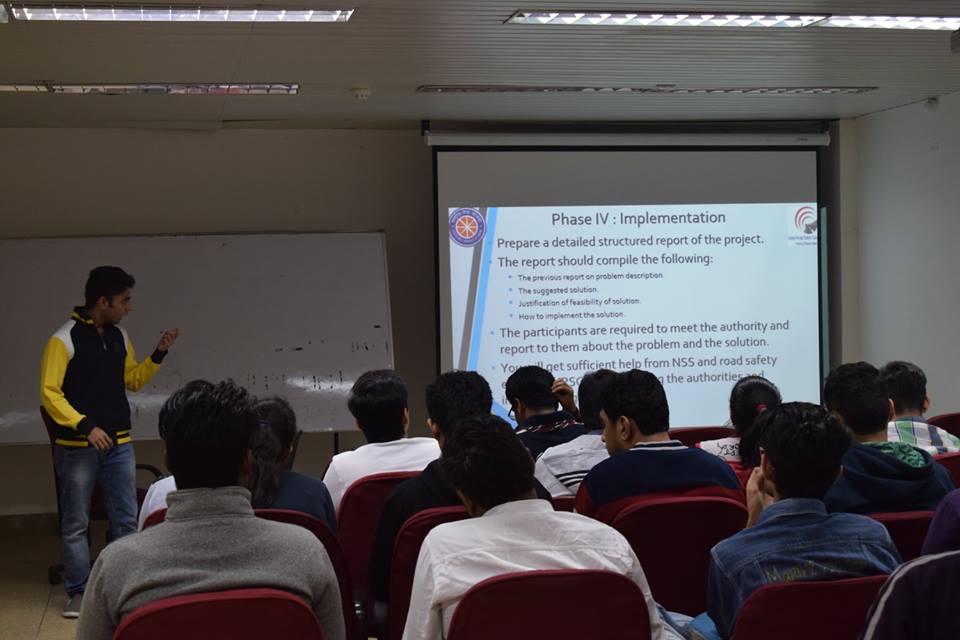 Phase IV : Implementation
Prepare a detailed structured report of the project.
The report should compile the following:
The previous report on problem description.
The suggested solution.
Justification of feasibility of solution.
How to implement the solution.
The participants are required to meet the authority and
report to them about the problem and the solution.
You will get sufficient help from NSS and road safety
the authorities and